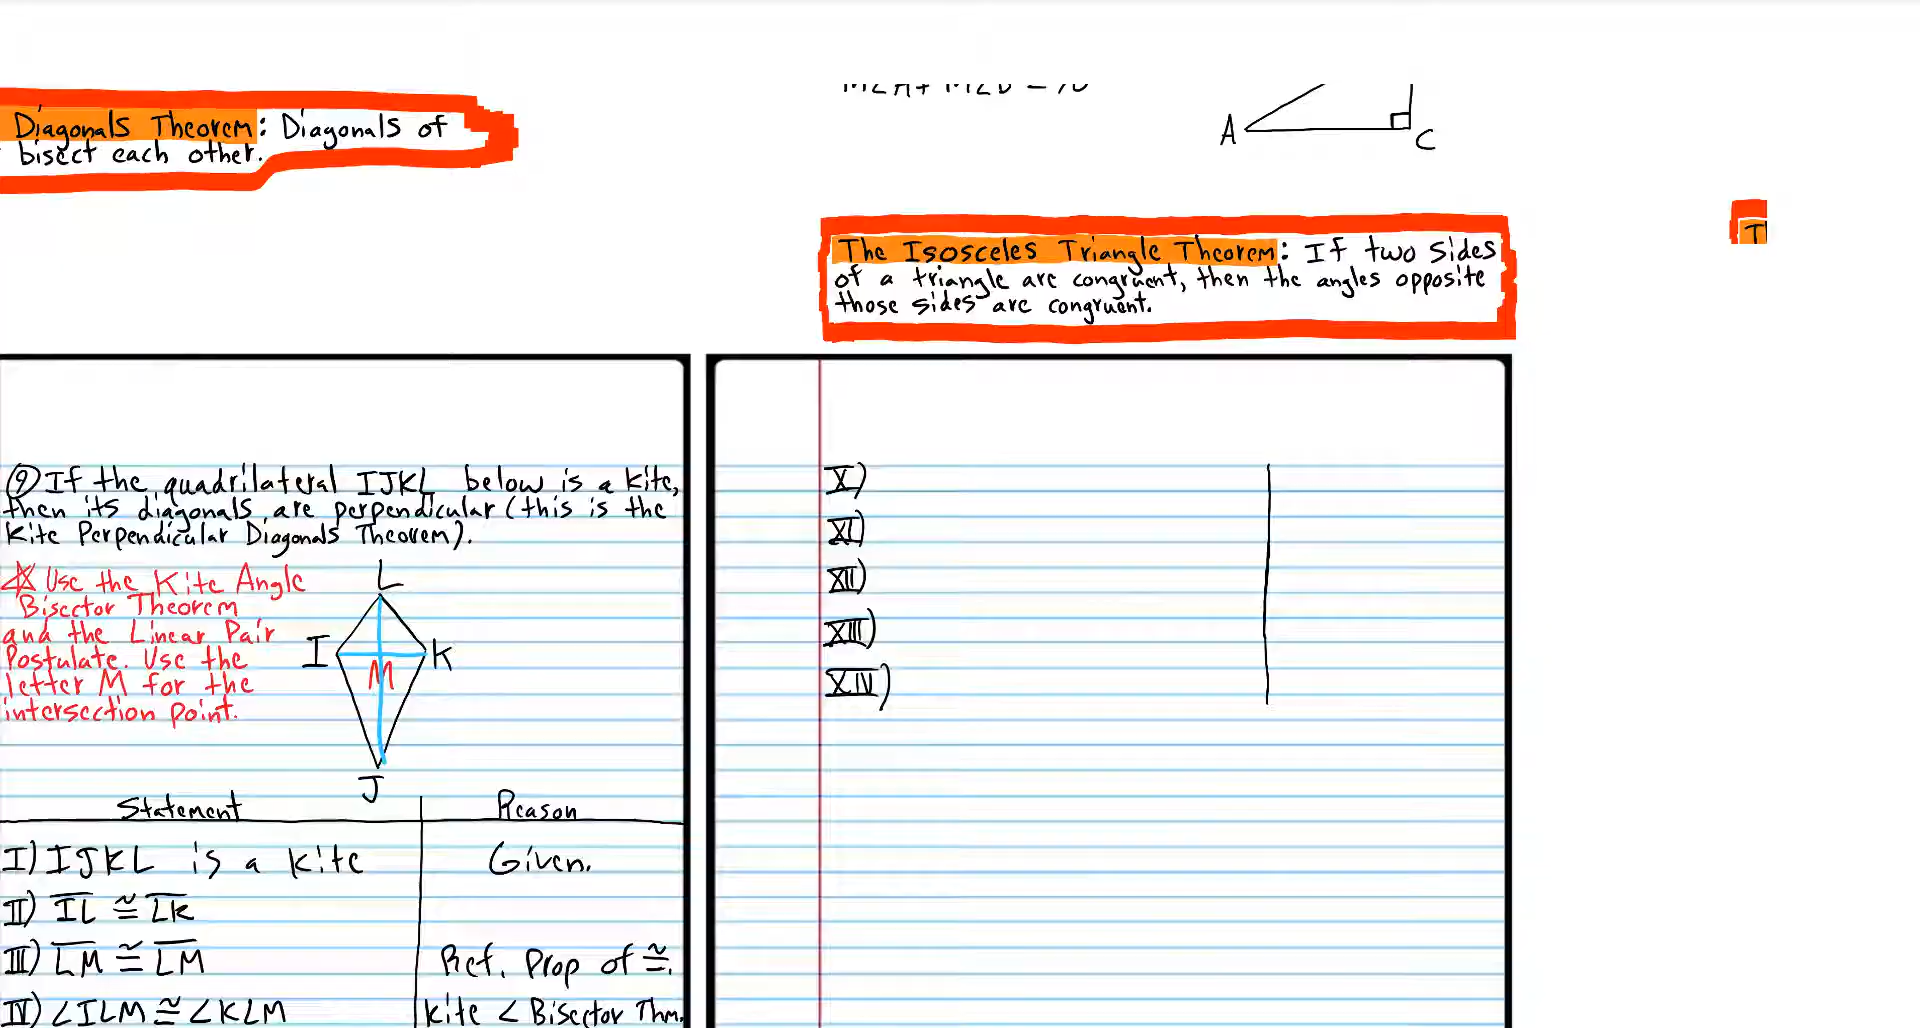 Diagonals Theorem: Diagonals of
bisect each other.
A
C
The Isosceles Triangle Theorem: If two sides
of a triangle are congruent, then the angles opposite
those sides are congruent.
⑨ If the quadrilateral IJKL below is a kite,
then its diagonals are perpendicular (this is the
Kite Perpendicular Diagonals Theorem).
☆ Use the Kite Angle
Bisector Theorem
and the Linear Pair
Postulate. Use the
letter M for the
intersection point.
L
I
K
M
J
Statement
Reason
I) IJKL is a kite
Given.
II) IL ≅ LK
III) LM ≅ LM
Ref. Prop of ≅.
IV) ∠ILM ≅ ∠KLM
Kite ∠ Bisector Thm.
X)
XI)
XII)
XIII)
XIV)